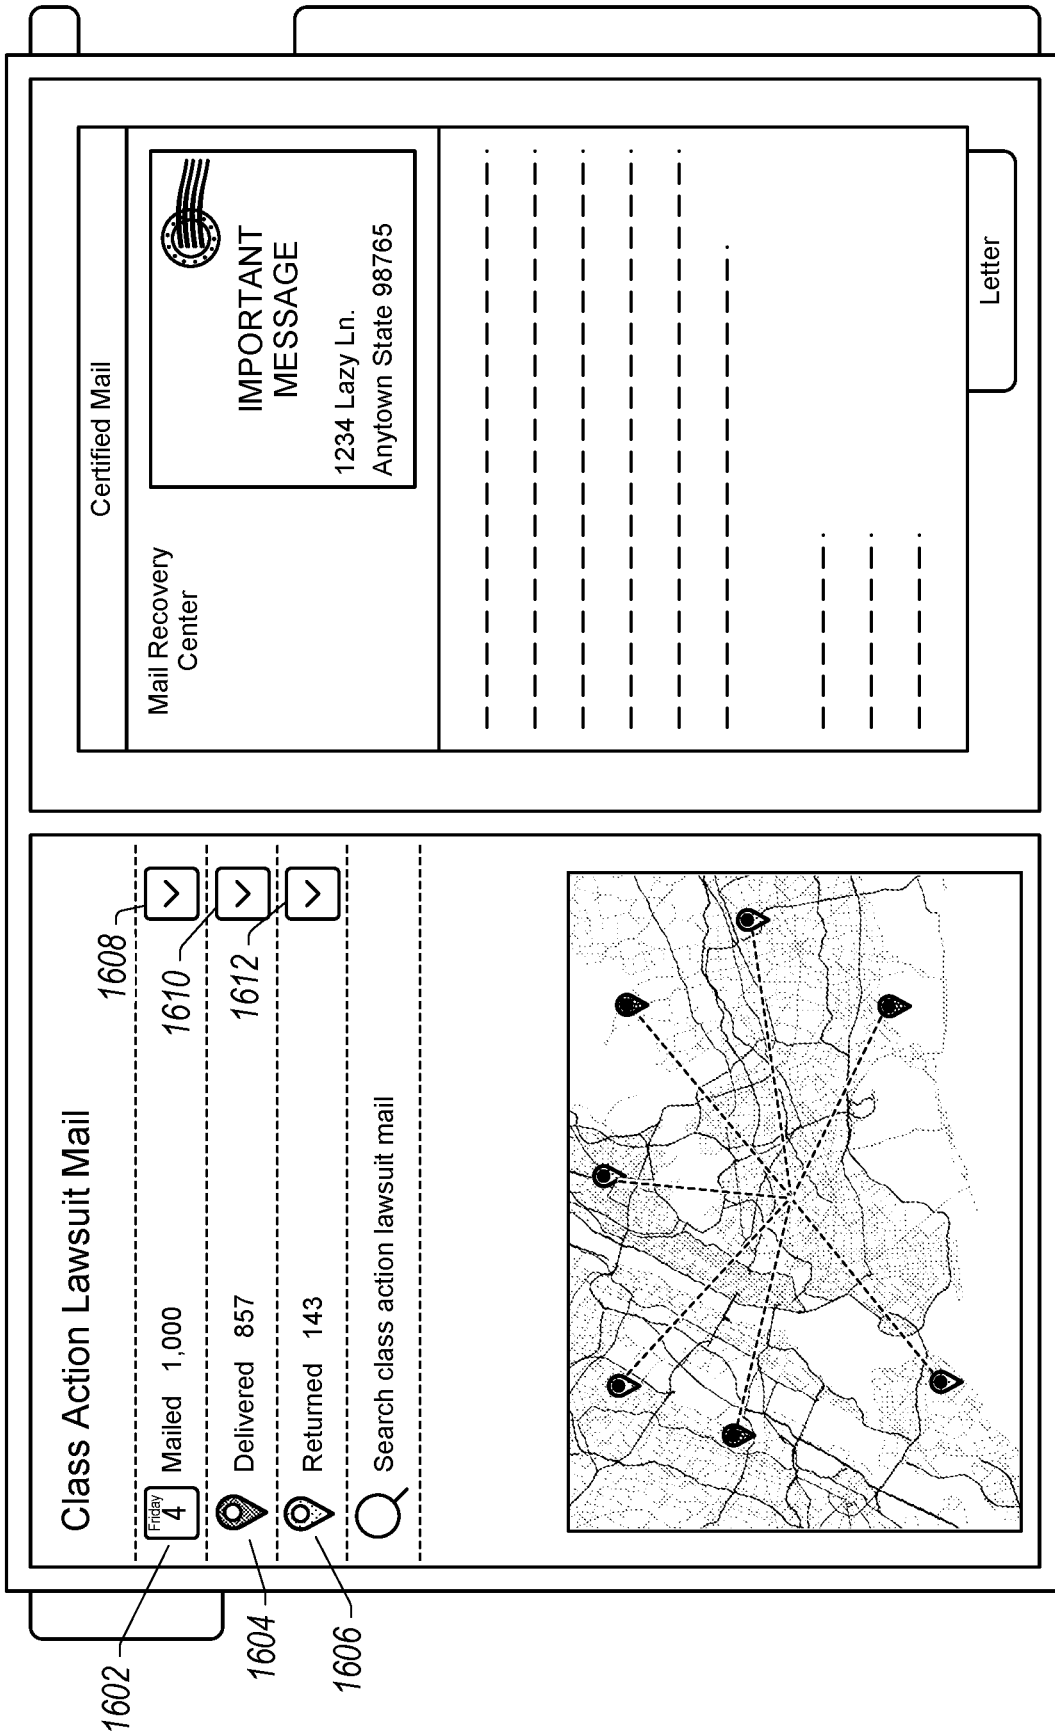 Class Action Lawsuit Mail
1608
Friday
4
Mailed 1,000
1602
1610
Delivered 857
1604
1612
Returned 143
1606
Search class action lawsuit mail
Certified Mail
Mail Recovery
Center
IMPORTANT
MESSAGE
1234 Lazy Ln.
Anytown State 98765
Letter